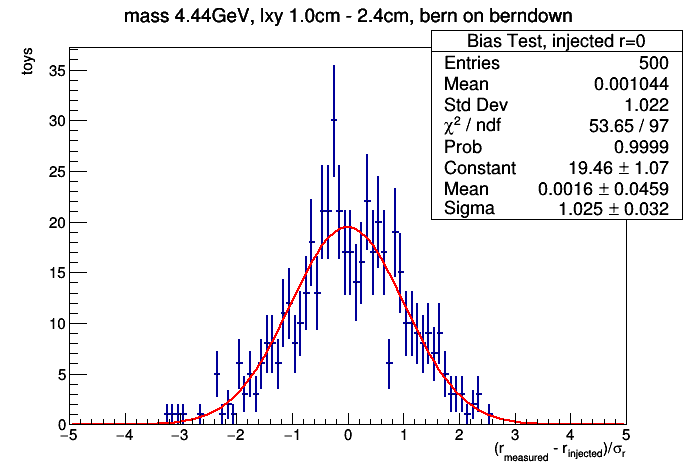 mass 4.44GeV, lxy 1.0cm - 2.4cm, bern on berndown
Bias Test, injected r=0
Entries 500
Mean 0.001044
Std Dev 1.022
χ² / ndf 53.65 / 97
Prob 0.9999
Constant 19.46 ± 1.07
Mean 0.0016 ± 0.0459
Sigma 1.025 ± 0.032
toys
35
30
25
20
15
10
5
0
−5 −4 −3 −2 −1 0 1 2 3 4 5
(r_measured - r_injected)/σ_r